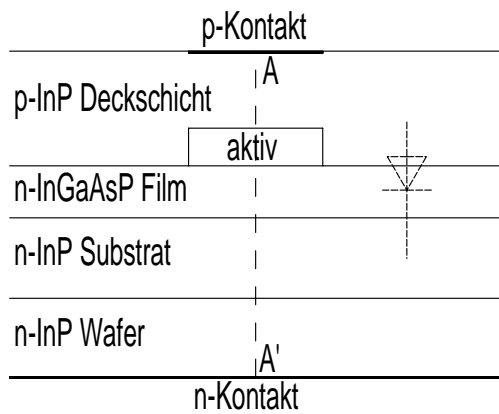 p-Kontakt
A
p-InP Deckschicht
aktiv
n-InGaAsP Film
n-InP Substrat
n-InP Wafer
A'
n-Kontakt